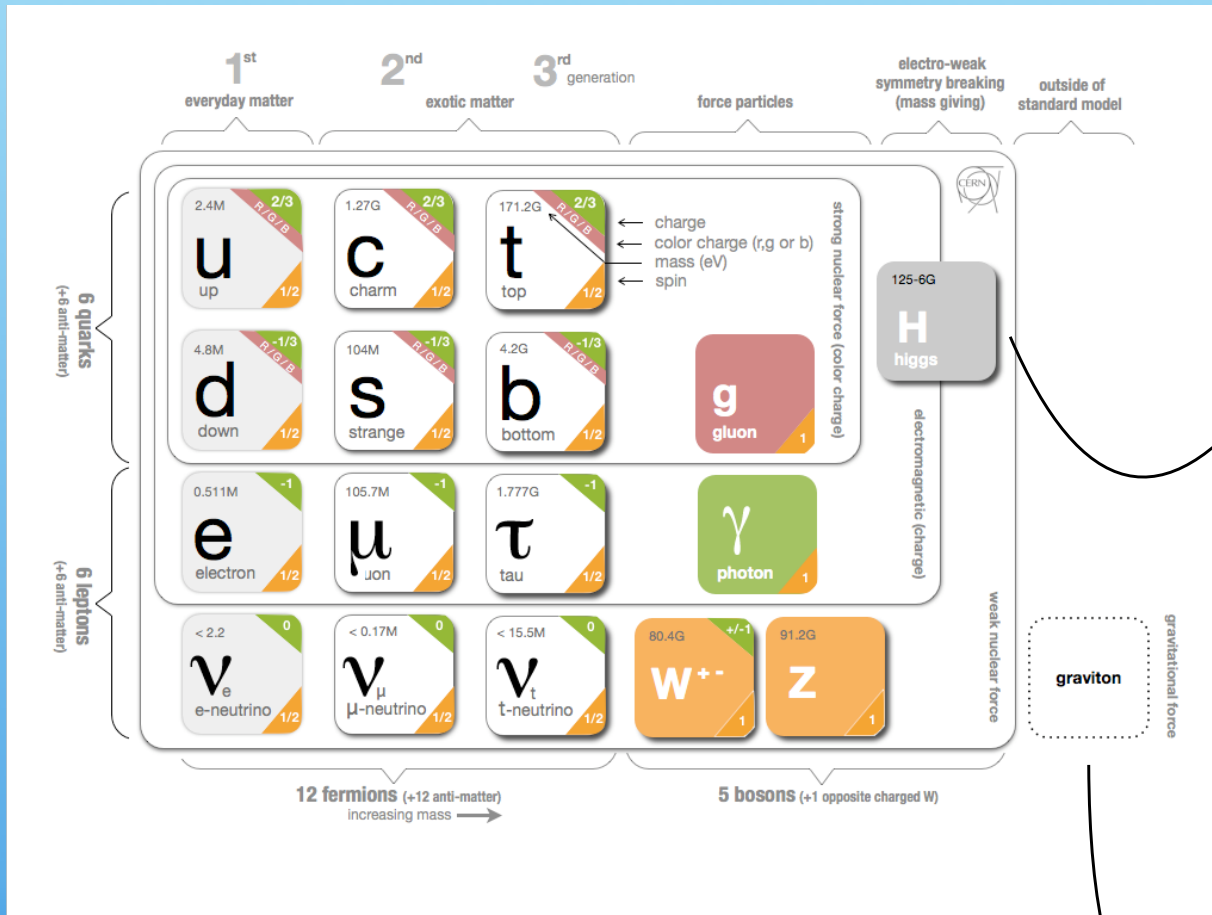 1st
everyday matter
2nd
3rd generation
exotic matter
force particles
electro-weak
symmetry breaking
(mass giving)
outside of
standard model
CERN
6 quarks
(+6 anti-matter)
2.4M
2/3
R/G/B
u
up
1/2
1.27G
2/3
R/G/B
c
charm
1/2
171.2G
2/3
R/G/B
t
top
1/2
charge
color charge (r,g or b)
mass (eV)
spin
strong nuclear force (color charge)
125-6G
H
higgs
4.8M
-1/3
R/G/B
d
down
1/2
104M
-1/3
R/G/B
s
strange
1/2
4.2G
-1/3
R/G/B
b
bottom
1/2
g
gluon
1
electromagnetic (charge)
6 leptons
(+6 anti-matter)
0.511M
-1
e
electron
1/2
105.7M
-1
μ
uon
1/2
1.777G
-1
τ
tau
1/2
γ
photon
1
weak nuclear force
< 2.2
0
νe
e-neutrino
1/2
< 0.17M
0
νμ
μ-neutrino
1/2
< 15.5M
0
νt
t-neutrino
1/2
80.4G
+/-1
W+-
1
91.2G
Z
1
graviton
gravitational force
12 fermions (+12 anti-matter)
increasing mass
5 bosons (+1 opposite charged W)